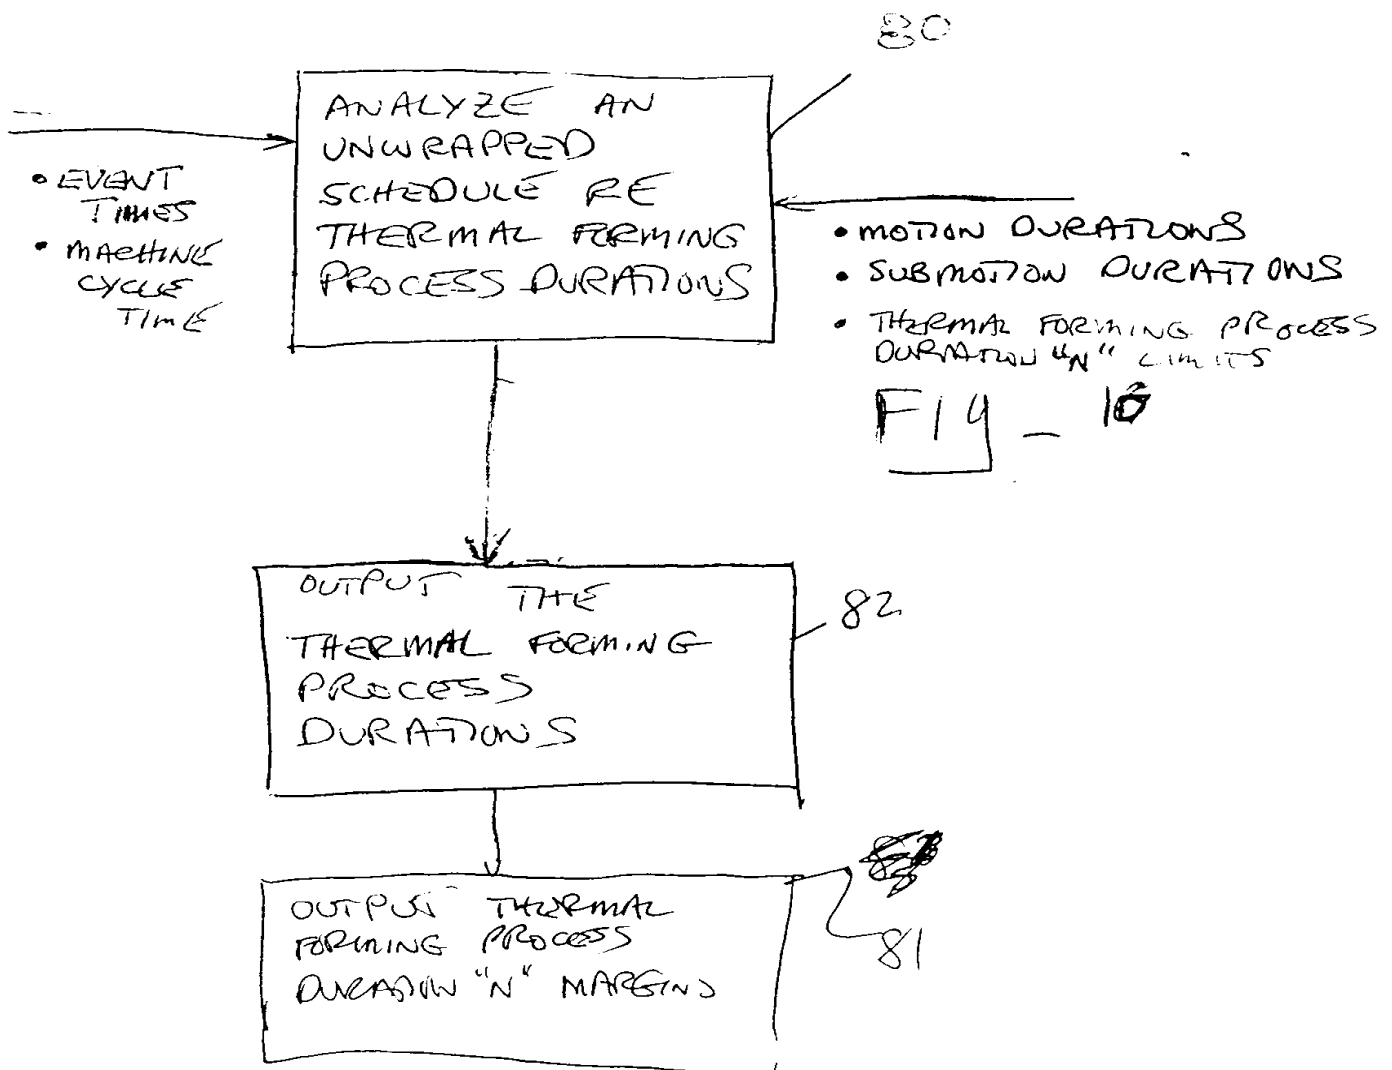 80
ANALYZE AN
UNWRAPPED
SCHEDULE RE
THERMAL FORMING
PROCESS DURATIONS
• EVENT
TIMES
• MACHINE
CYCLE
TIME
• MOTION DURATIONS
• SUBMOTION DURATIONS
• THERMAL FORMING PROCESS
DURATION "N" LIMITS
FIG _ 10
OUTPUT THE
THERMAL FORMING
PROCESS
DURATIONS
82
OUTPUT THERMAL
FORMING PROCESS
DURATION "N" MARGINS
81